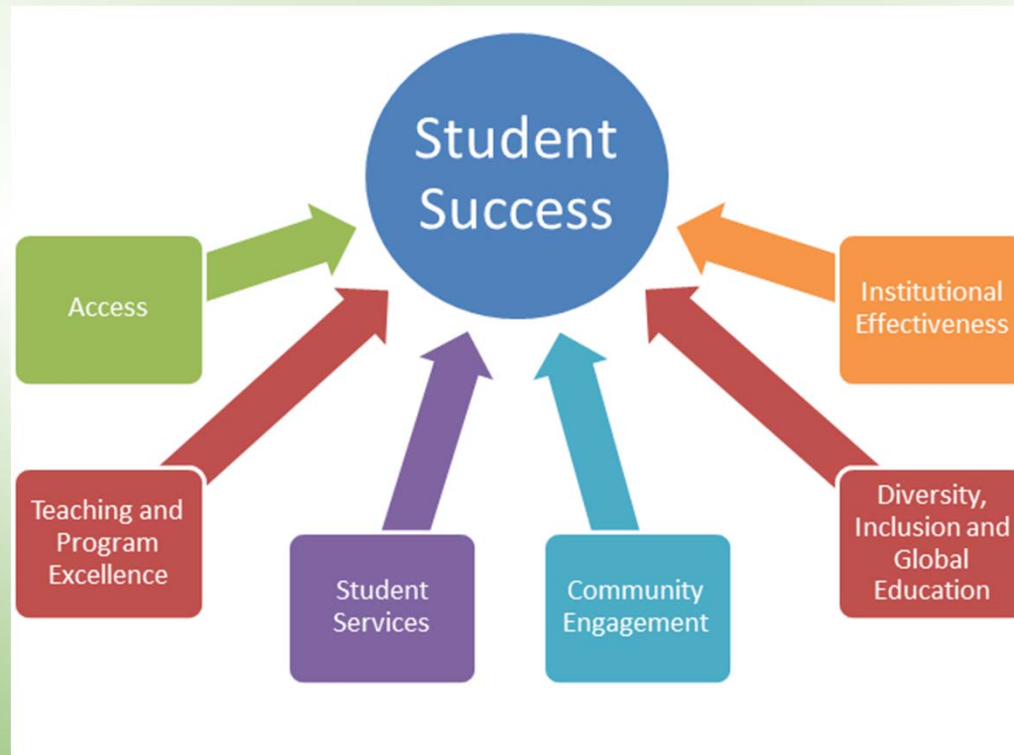 Student
Success
Access
Institutional
Effectiveness
Teaching and
Program
Excellence
Student
Services
Community
Engagement
Diversity,
Inclusion and
Global
Education